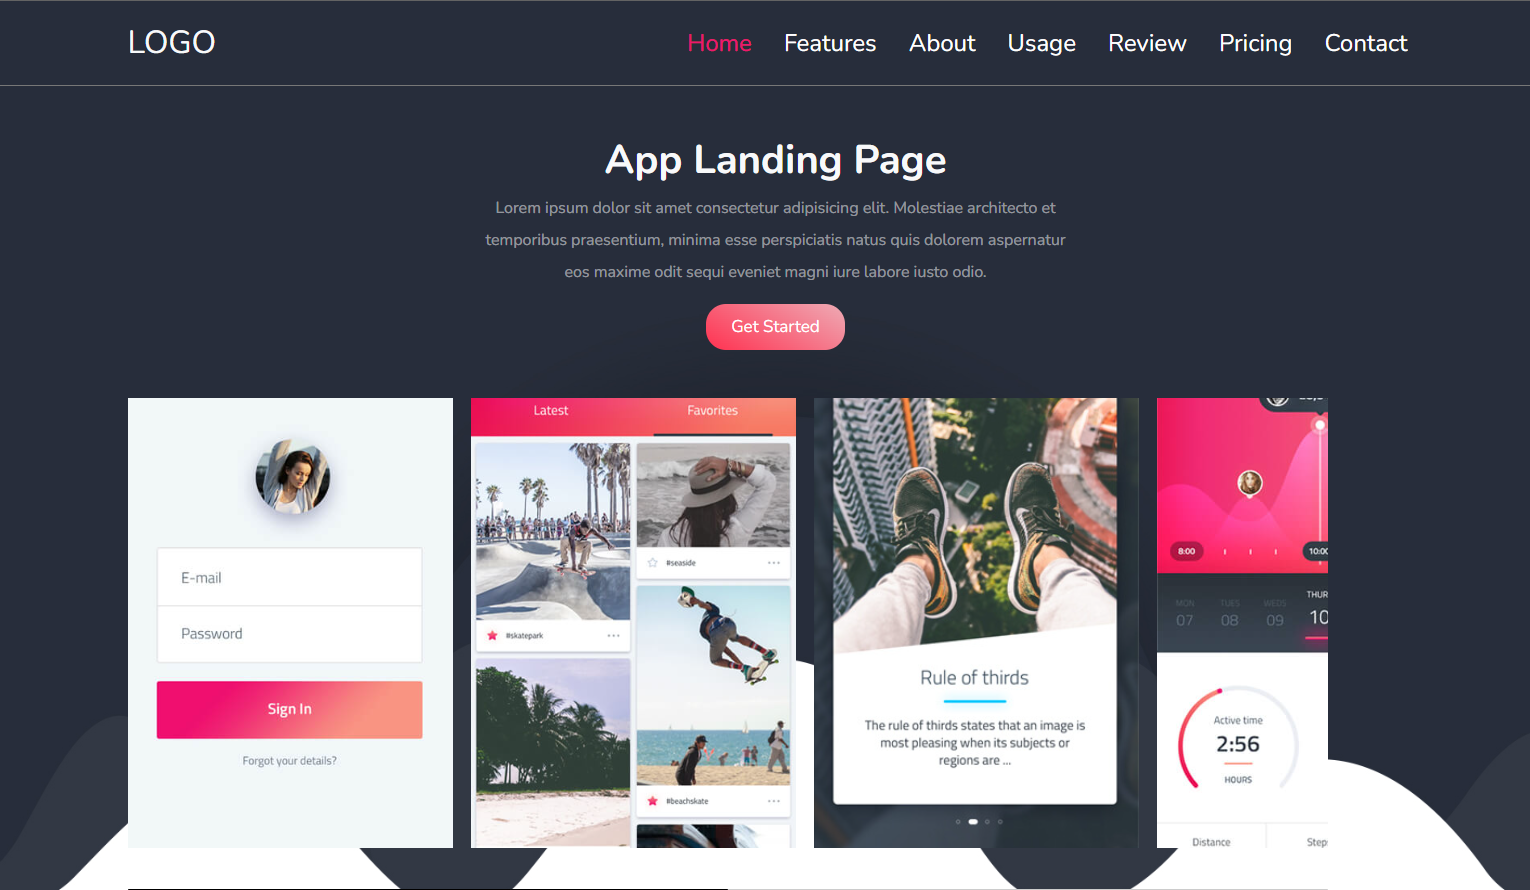 LOGO
Home Features About Usage Review Pricing Contact
App Landing Page
Lorem ipsum dolor sit amet consectetur adipisicing elit. Molestiae architecto et
temporibus praesentium, minima esse perspiciatis natus quis dolorem aspernatur
eos maxime odit sequi eveniet magni iure labore iusto odio.
Get Started
E-mail
Password
Sign In
Forgot your details?
Latest Favorites
#skatepark
#seaside
#beachskate
Rule of thirds
The rule of thirds states that an image is
most pleasing when its subjects or
regions are ...
8:00 10:00
MON TUES WEDS THUR
07 08 09 10
Active time
2:56
HOURS
Distance Step